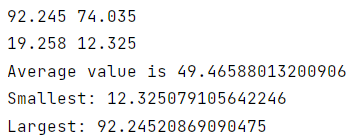 92.245 74.035
19.258 12.325
Average value is 49.46588013200906
Smallest: 12.325079105642246
Largest: 92.24520869090475